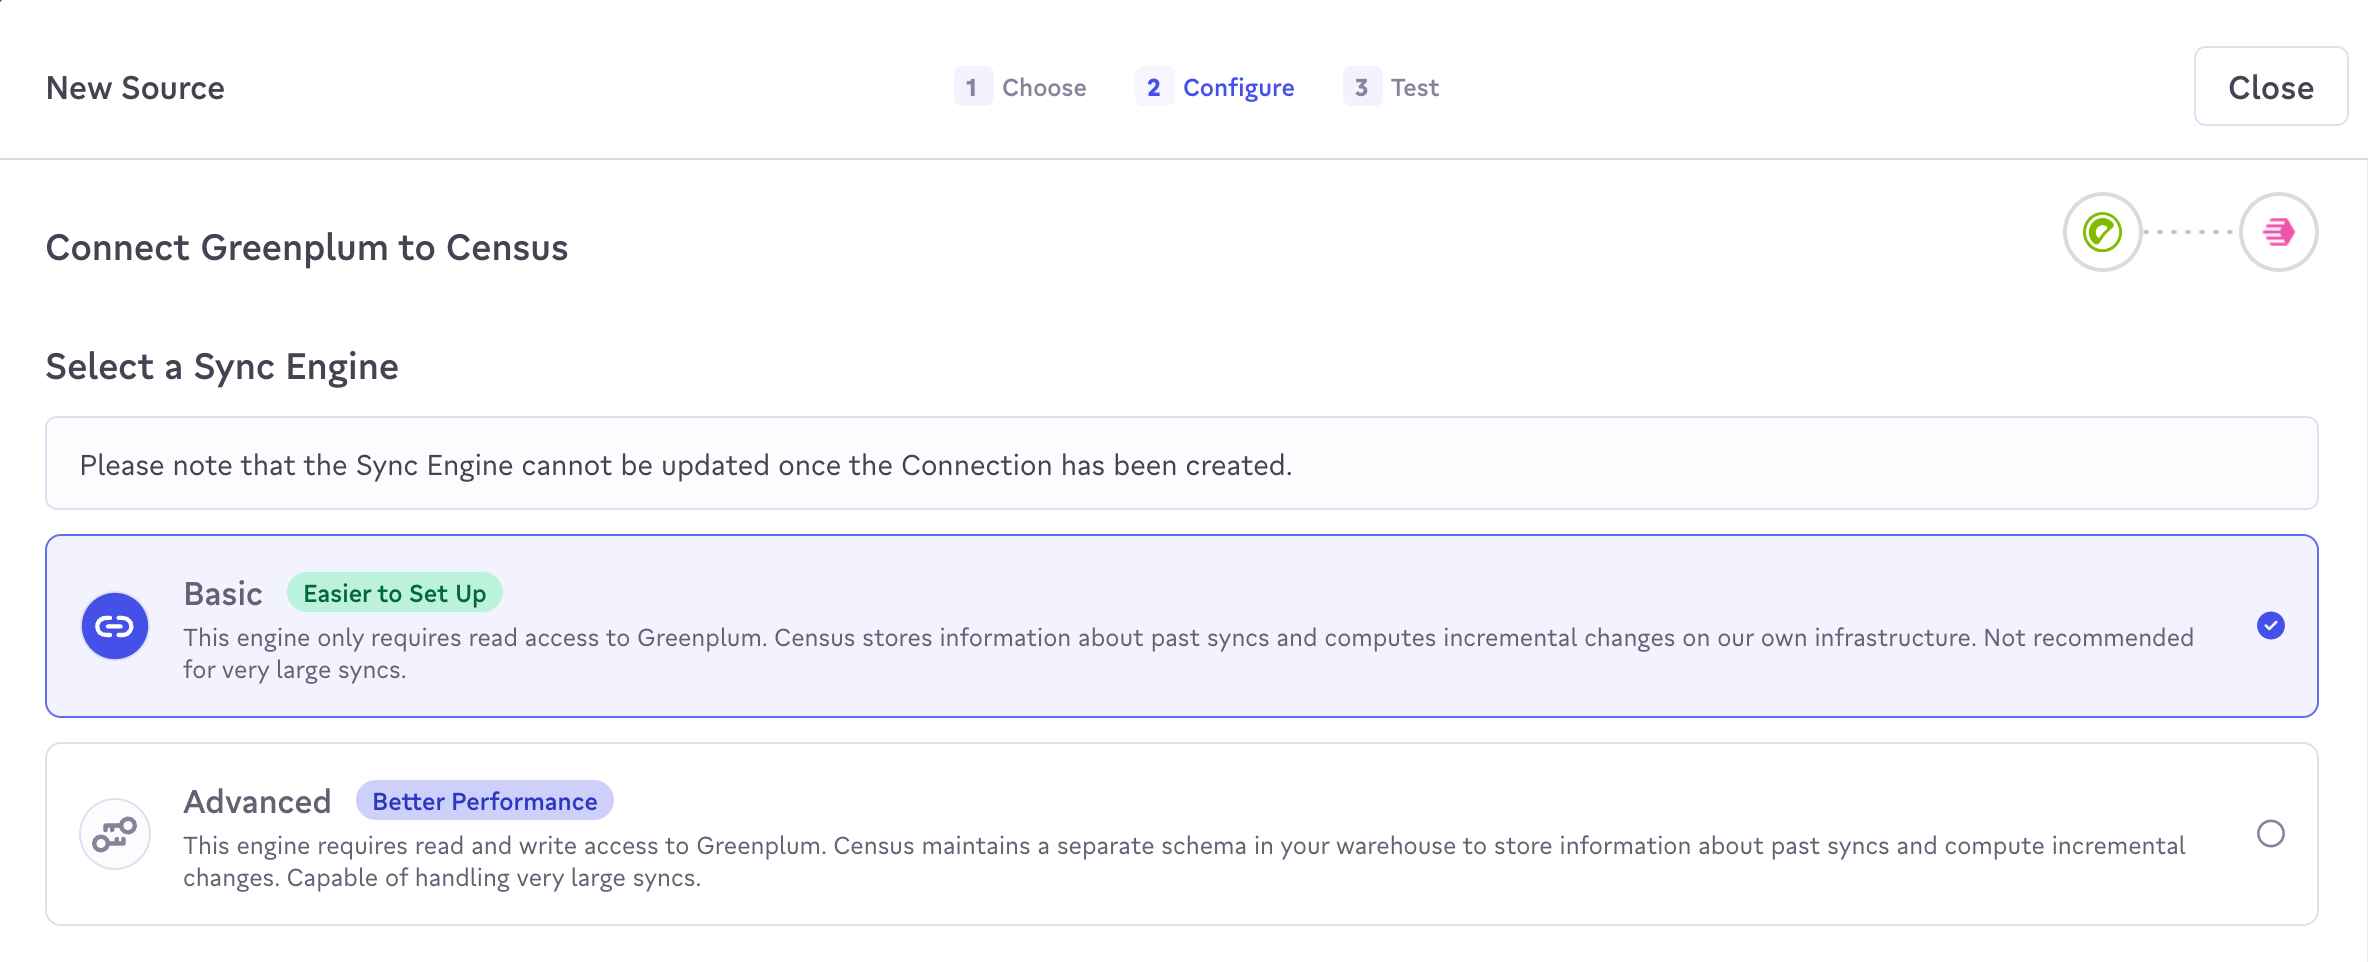 New Source
1 Choose
2 Configure
3 Test
Close
Connect Greenplum to Census
Select a Sync Engine
Please note that the Sync Engine cannot be updated once the Connection has been created.
Basic Easier to Set Up
This engine only requires read access to Greenplum. Census stores information about past syncs and computes incremental changes on our own infrastructure. Not recommended
for very large syncs.
Advanced Better Performance
This engine requires read and write access to Greenplum. Census maintains a separate schema in your warehouse to store information about past syncs and compute incremental
changes. Capable of handling very large syncs.